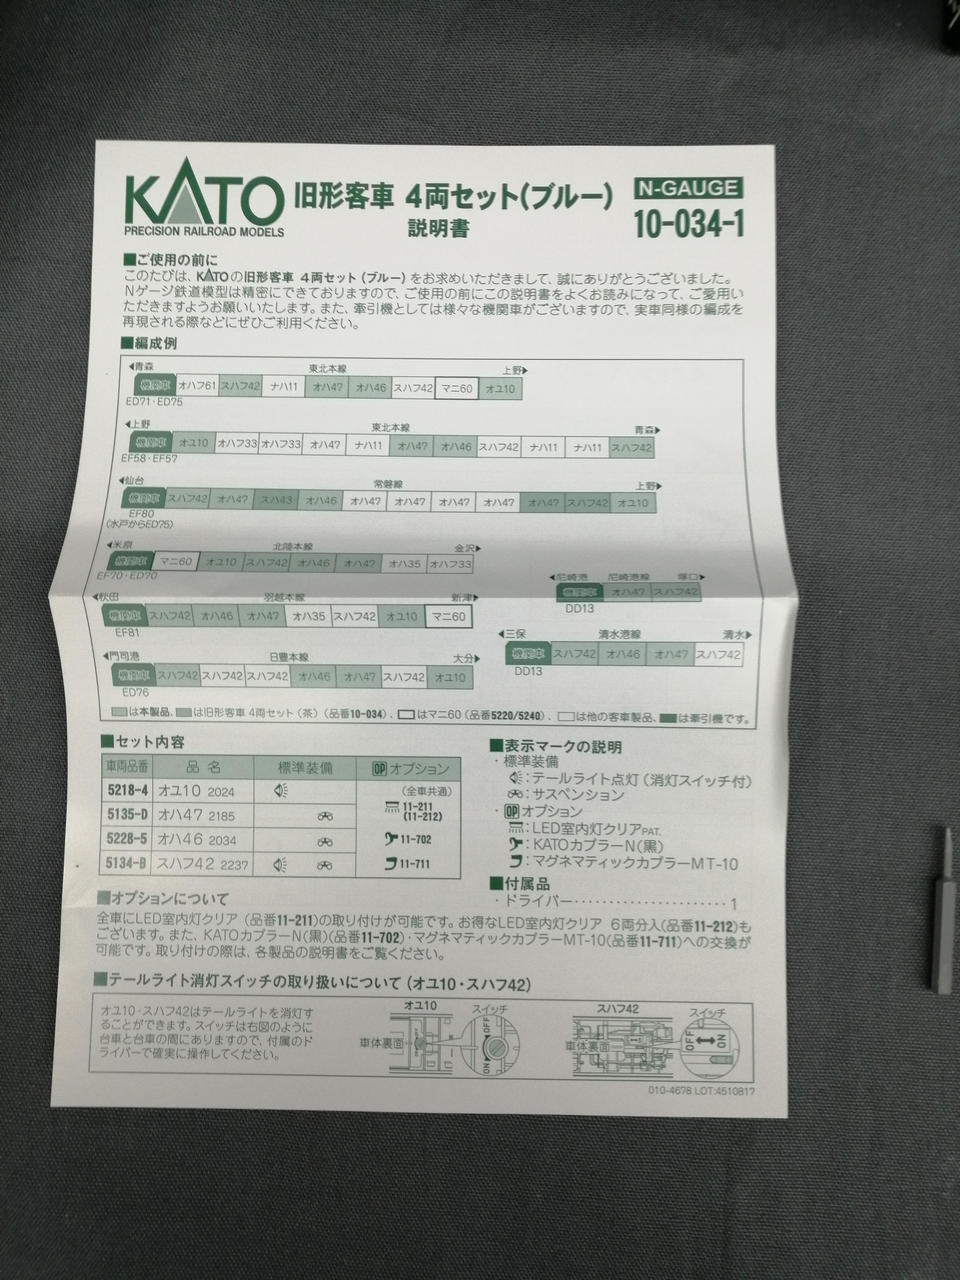 KATO
PRECISION RAILROAD MODELS
旧形客車 4両セット(ブルー)
説明書
N-GAUGE
10-034-1
■ご使用の前に
このたびは、KATOの旧形客車 4両セット(ブルー)をお求めいただきまして、誠にありがとうございました。
Nゲージ鉄道模型は精密にできておりますので、ご使用の前にこの説明書をよくお読みになって、ご愛用い
ただきますようお願いいたします。また、牽引機としては様々な機関車がございますので、実車同様の編成を
再現される際などにぜひご利用ください。
■編成例
◀青森 東北本線 上野▶
機関車 オハフ61 スハフ42 ナハ11 オハ47 オハ46 スハフ42 マニ60 オユ10
ED71・ED75
◀上野 東北本線 青森▶
機関車 オユ10 オハフ33 オハフ33 オハ47 ナハ11 オハ47 オハ46 スハフ42 ナハ11 ナハ11 スハフ42
EF58・EF57
◀仙台 常磐線 上野▶
機関車 スハフ42 オハ47 スハ43 オハ46 オハ47 オハ47 オハ47 オハ47 オハ47 スハフ42 オユ10
EF80
(水戸からED75)
◀米原 北陸本線 金沢▶
機関車 マニ60 オユ10 スハフ42 オハ46 オハ47 オハ35 オハフ33
EF70・ED70
◀尼崎港 尼崎港線 塚口▶
機関車 オハ47 スハフ42
DD13
◀秋田 羽越本線 新津▶
機関車 スハフ42 オハ46 オハ47 オハ35 スハフ42 オユ10 マニ60
EF81
◀三保 清水港線 清水▶
機関車 スハフ42 オハ46 オハ47 スハフ42
DD13
◀門司港 日豊本線 大分▶
機関車 スハフ42 スハフ42 スハフ42 オハ46 オハ47 スハフ42 オユ10
ED76
は本製品、は旧形客車 4両セット(茶)(品番10-034)、はマニ60(品番5220/5240)、は他の客車製品、は牽引機です。
■セット内容
車両品番 品名 標準装備 OP オプション
5218-4 オユ10 2024
5135-D オハ47 2185
5228-5 オハ46 2034
5134-B スハフ42 2237
(全車共通)
11-211
(11-212)
11-702
11-711
■表示マークの説明
・標準装備
：テールライト点灯(消灯スイッチ付)
：サスペンション
・OP オプション
：LED室内灯クリアPAT.
：KATOカプラーN(黒)
：マグネマティックカプラーMT-10
■付属品
・ドライバー・・・・・・・・・・・・・・・・・・・・・・1
■オプションについて
全車にLED室内灯クリア(品番11-211)の取り付けが可能です。お得なLED室内灯クリア 6両分入(品番11-212)も
ございます。また、KATOカプラーN(黒)(品番11-702)・マグネマティックカプラーMT-10(品番11-711)への交換が
可能です。取り付けの際は、各製品の説明書をご覧ください。
■テールライト消灯スイッチの取り扱いについて(オユ10・スハフ42)
オユ10・スハフ42はテールライトを消灯す
ることができます。スイッチは右図のように
台車と台車の間にありますので、付属のド
ライバーで確実に操作してください。
オユ10
スイッチ
車体裏面
OFF
ON
スハフ42
スイッチ
車体裏面
OFF
ON
010-4678 LOT:4510817